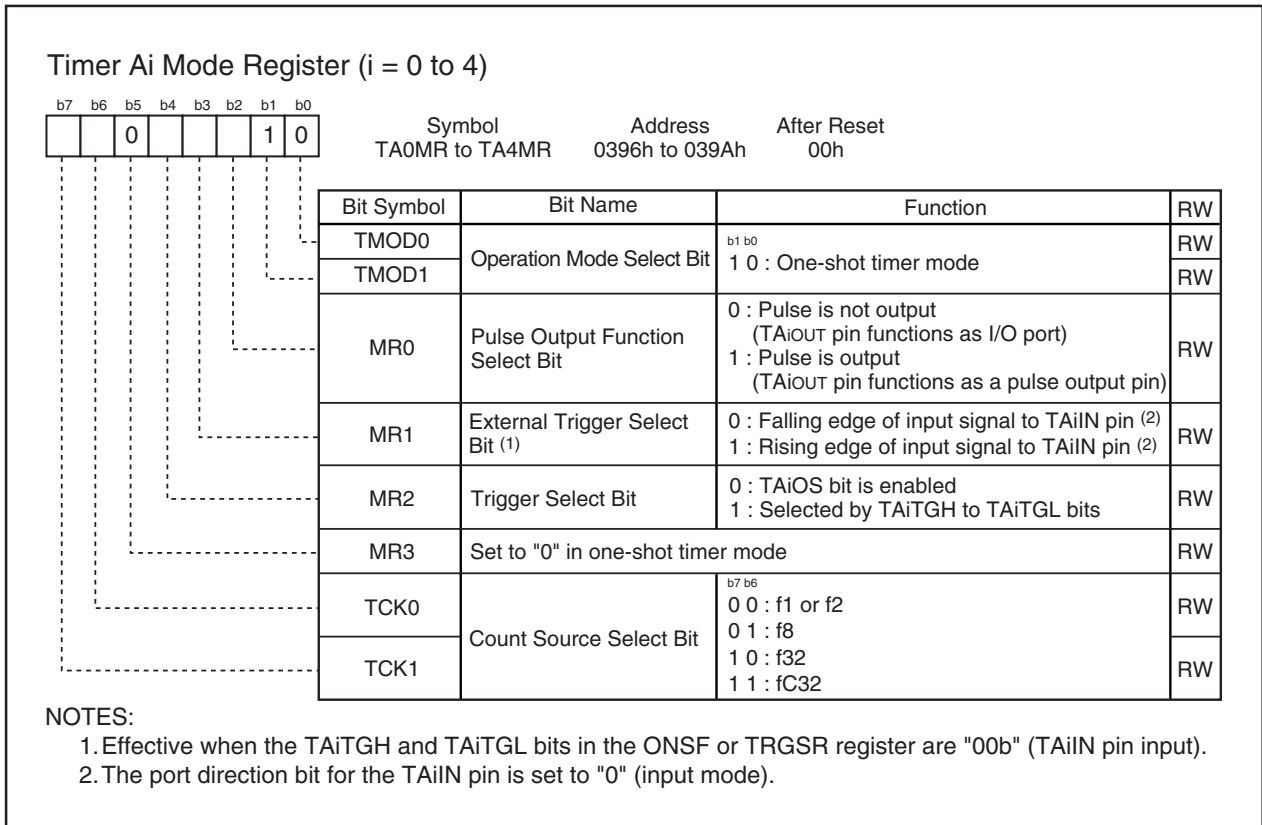 Timer Ai Mode Register (i = 0 to 4)
b7 b6 b5 b4 b3 b2 b1 b0
0 1 0
Symbol Address After Reset
TA0MR to TA4MR 0396h to 039Ah 00h
Bit Symbol Bit Name Function RW
TMOD0 Operation Mode Select Bit b1 b0 RW
TMOD1 1 0 : One-shot timer mode RW
MR0 Pulse Output Function Select Bit 0 : Pulse is not output RW
(TAiOUT pin functions as I/O port)
1 : Pulse is output
(TAiOUT pin functions as a pulse output pin)
MR1 External Trigger Select Bit (1) 0 : Falling edge of input signal to TAiIN pin (2) RW
1 : Rising edge of input signal to TAiIN pin (2)
MR2 Trigger Select Bit 0 : TAiOS bit is enabled RW
1 : Selected by TAiTGH to TAiTGL bits
MR3 Set to "0" in one-shot timer mode RW
b7 b6
TCK0 Count Source Select Bit 0 0 : f1 or f2 RW
0 1 : f8
TCK1 1 0 : f32 RW
1 1 : fC32
NOTES:
1. Effective when the TAiTGH and TAiTGL bits in the ONSF or TRGSR register are "00b" (TAiIN pin input).
2. The port direction bit for the TAiIN pin is set to "0" (input mode).